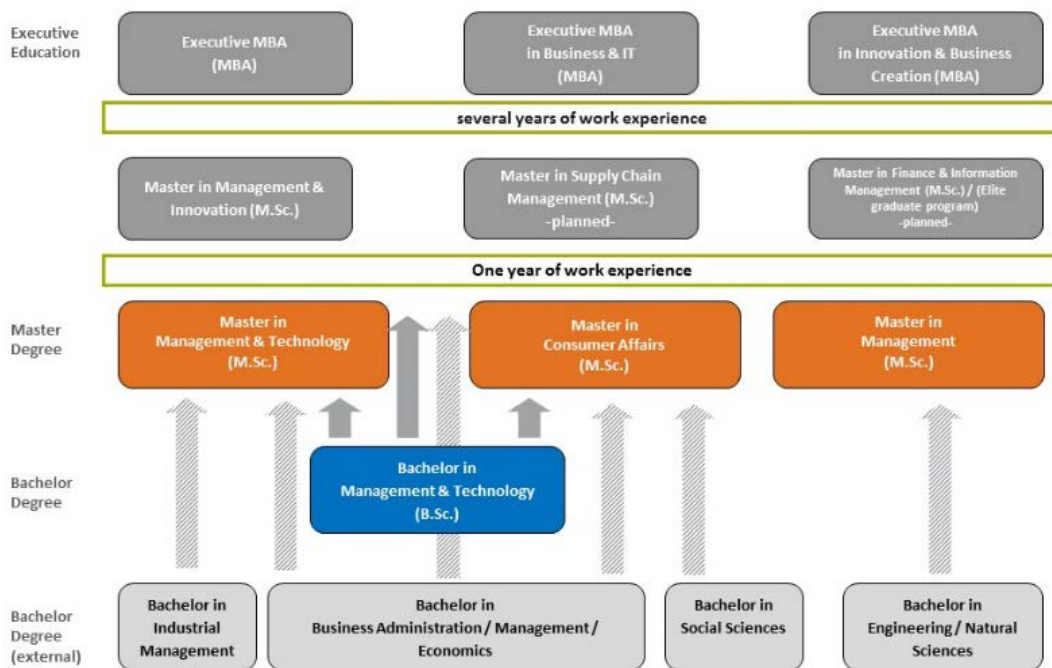 Executive
Education
Executive MBA
(MBA)
Executive MBA
in Business & IT
(MBA)
Executive MBA
in Innovation & Business
Creation (MBA)
several years of work experience
Master in Management &
Innovation (M.Sc.)
Master in Supply Chain
Management (M.Sc.)
-planned-
Master in Finance & Information
Management (M.Sc.) / (Elite
graduate program)
-planned-
One year of work experience
Master
Degree
Master in
Management & Technology
(M.Sc.)
Master in
Consumer Affairs
(M.Sc.)
Master in
Management
(M.Sc.)
Bachelor
Degree
Bachelor in
Management & Technology
(B.Sc.)
Bachelor
Degree
(external)
Bachelor in
Industrial
Management
Bachelor in
Business Administration / Management /
Economics
Bachelor in
Social Sciences
Bachelor in
Engineering / Natural
Sciences